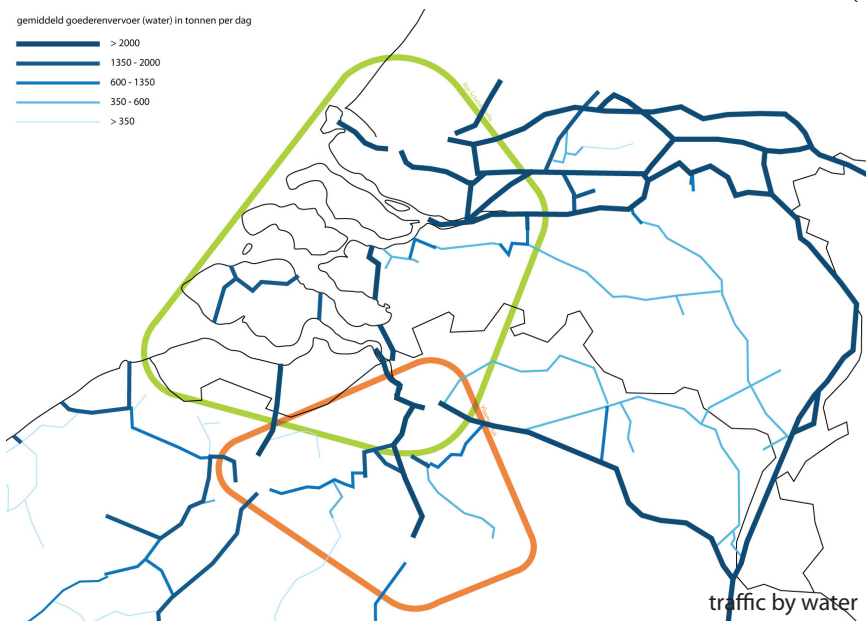 gemiddeld goederenvervoer (water) in tonnen per dag
> 2000
1350 - 2000
600 - 1350
350 - 600
> 350
traffic by water